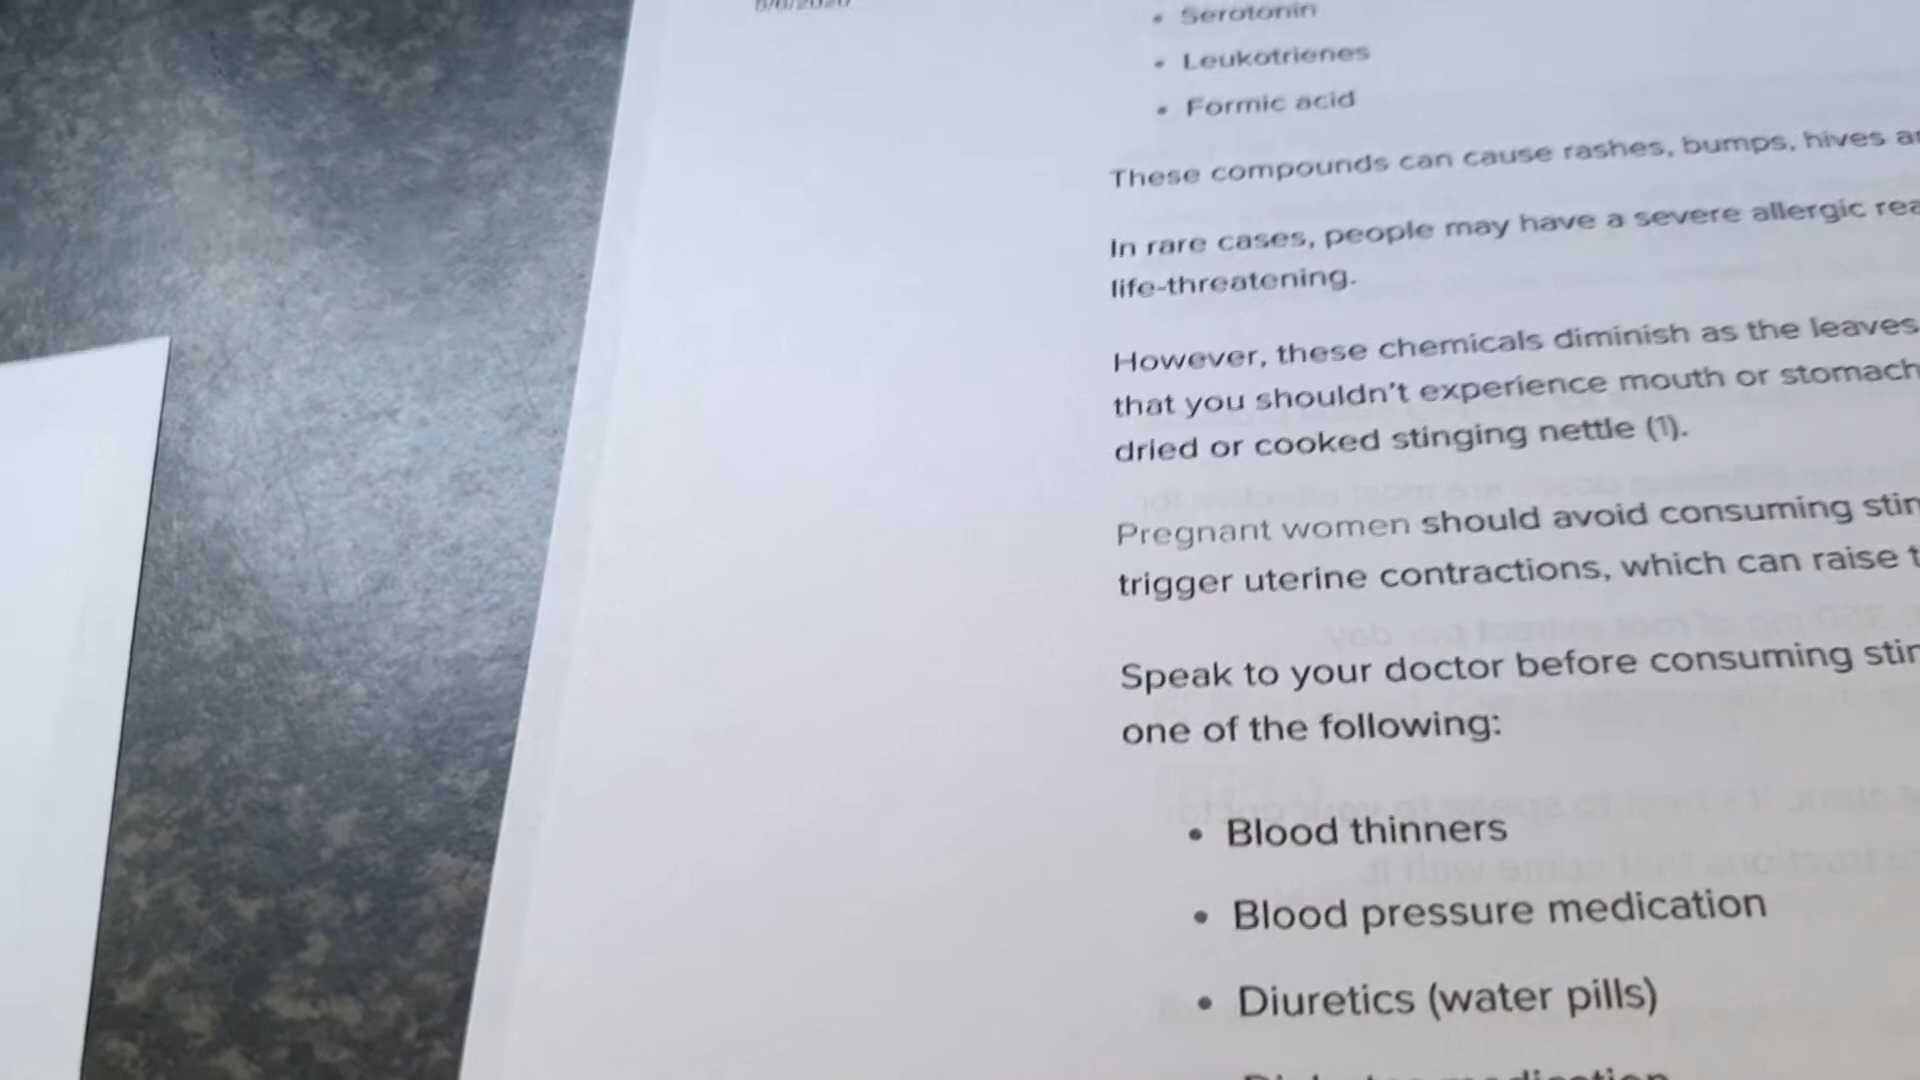 Serotonin
Leukotrienes
Formic acid
These compounds can cause rashes, bumps, hives
In rare cases, people may have a severe allergic
life-threatening.
However, these chemicals diminish as the leaves
that you shouldn't experience mouth or stomach
dried or cooked stinging nettle (1).
Pregnant women should avoid consuming
trigger uterine contractions, which can raise
Speak to your doctor before consuming
one of the following:
Blood thinners
Blood pressure medication
Diuretics (water pills)